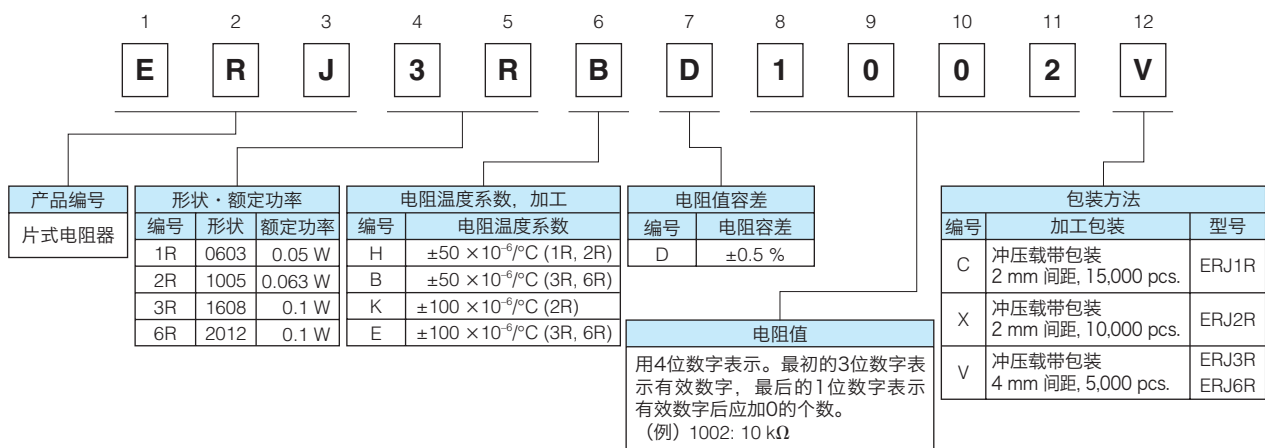 1 2 3 4 5 6 7 8 9 10 11 12
E R J 3 R B D 1 0 0 2 V
产品编号
片式电阻器
形状・额定功率
编号 形状 额定功率
1R 0603 0.05 W
2R 1005 0.063 W
3R 1608 0.1 W
6R 2012 0.1 W
电阻温度系数，加工
编号 电阻温度系数
H ±50 ×10⁻⁶/°C (1R, 2R)
B ±50 ×10⁻⁶/°C (3R, 6R)
K ±100 ×10⁻⁶/°C (2R)
E ±100 ×10⁻⁶/°C (3R, 6R)
电阻值容差
编号 电阻容差
D ±0.5 %
电阻值
用4位数字表示。最初的3位数字表
示有效数字，最后的1位数字表示
有效数字后应加0的个数。
（例）1002: 10 kΩ
包装方法
编号 加工包装 型号
C 冲压载带包装
2 mm 间距, 15,000 pcs. ERJ1R
X 冲压载带包装
2 mm 间距, 10,000 pcs. ERJ2R
V 冲压载带包装 ERJ3R
4 mm 间距, 5,000 pcs. ERJ6R